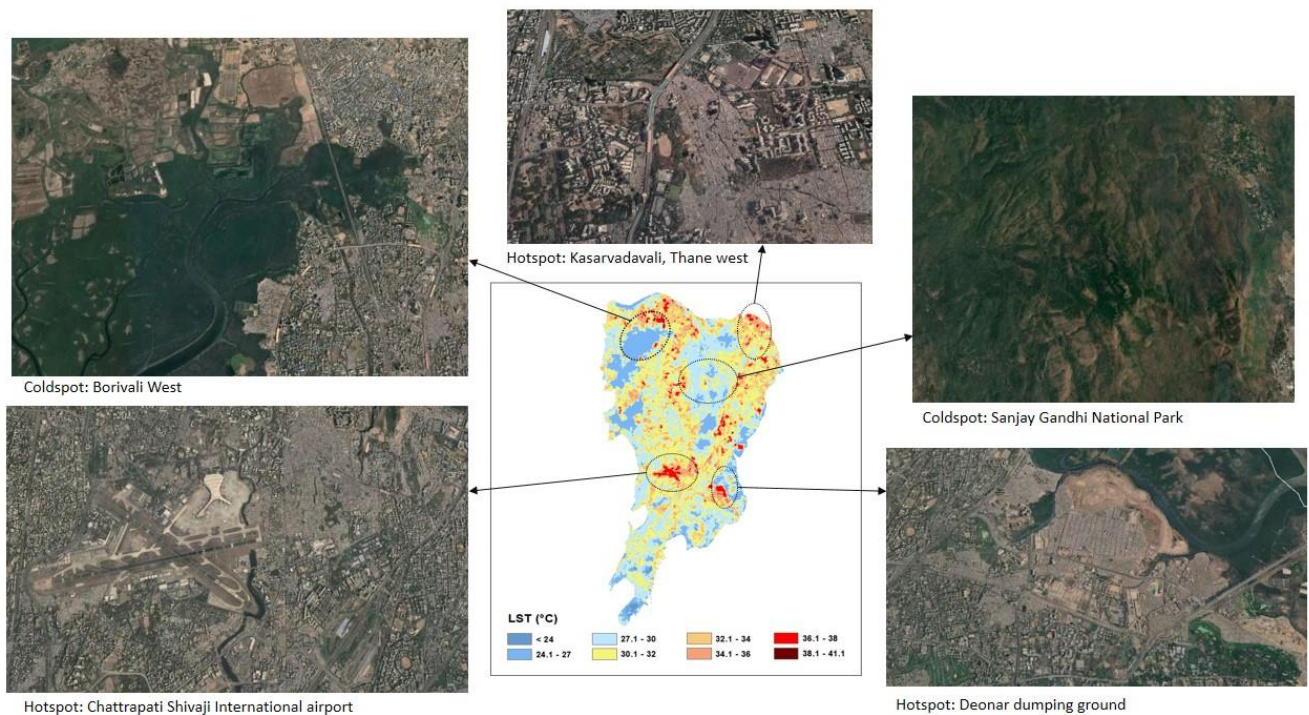 Hotspot: Kasarvadavali, Thane west
Coldspot: Borivali West
Coldspot: Sanjay Gandhi National Park
LST (°C)
< 24
27.1 - 30
32.1 - 34
36.1 - 38
24.1 - 27
30.1 - 32
34.1 - 36
38.1 - 41.1
Hotspot: Chattrapati Shivaji International airport
Hotspot: Deonar dumping ground